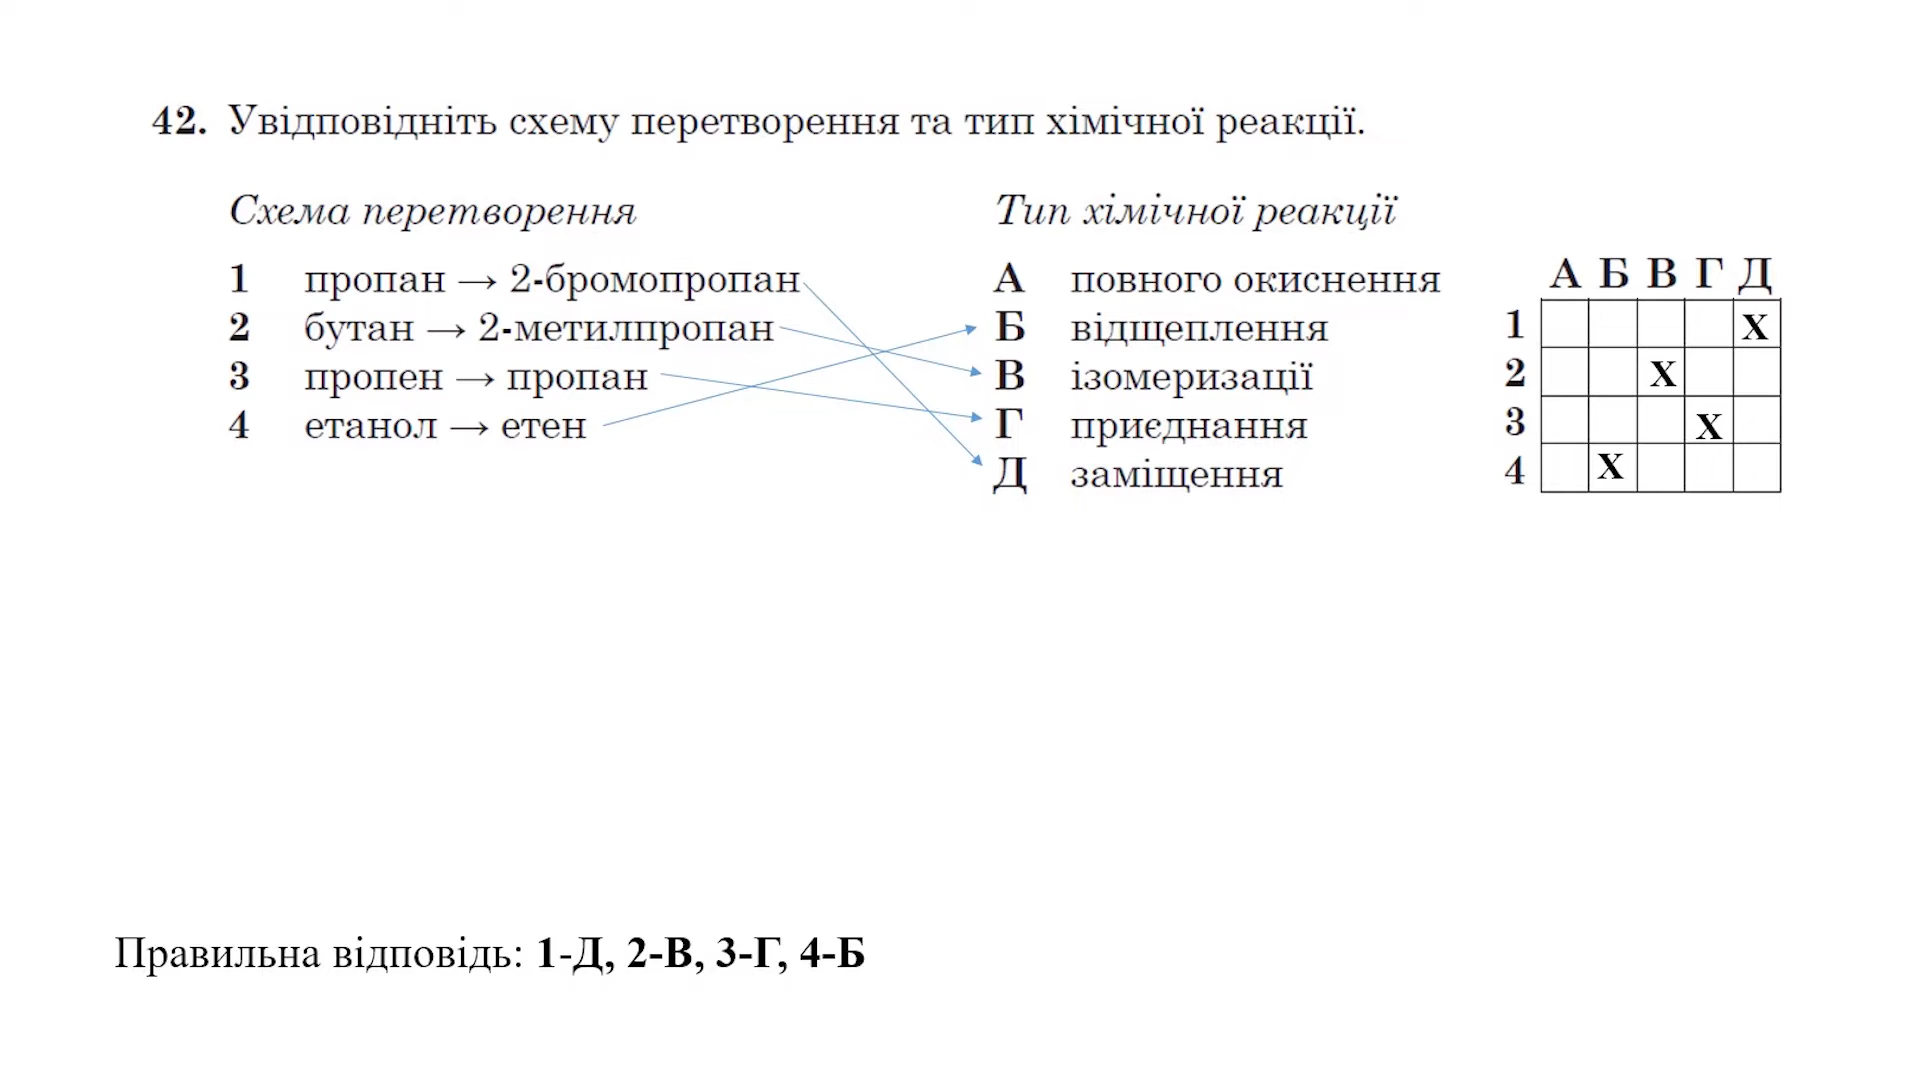 42. Увідповідніть схему перетворення та тип хімічної реакції.
Схема перетворення
1 пропан → 2-бромопропан
2 бутан → 2-метилпропан
3 пропен → пропан
4 етанол → етен
Тип хімічної реакції
А повного окиснення
Б відщеплення
В ізомеризації
Г приєднання
Д заміщення
А Б В Г Д
1 X
2 X
3 X
4 X
Правильна відповідь: 1-Д, 2-В, 3-Г, 4-Б